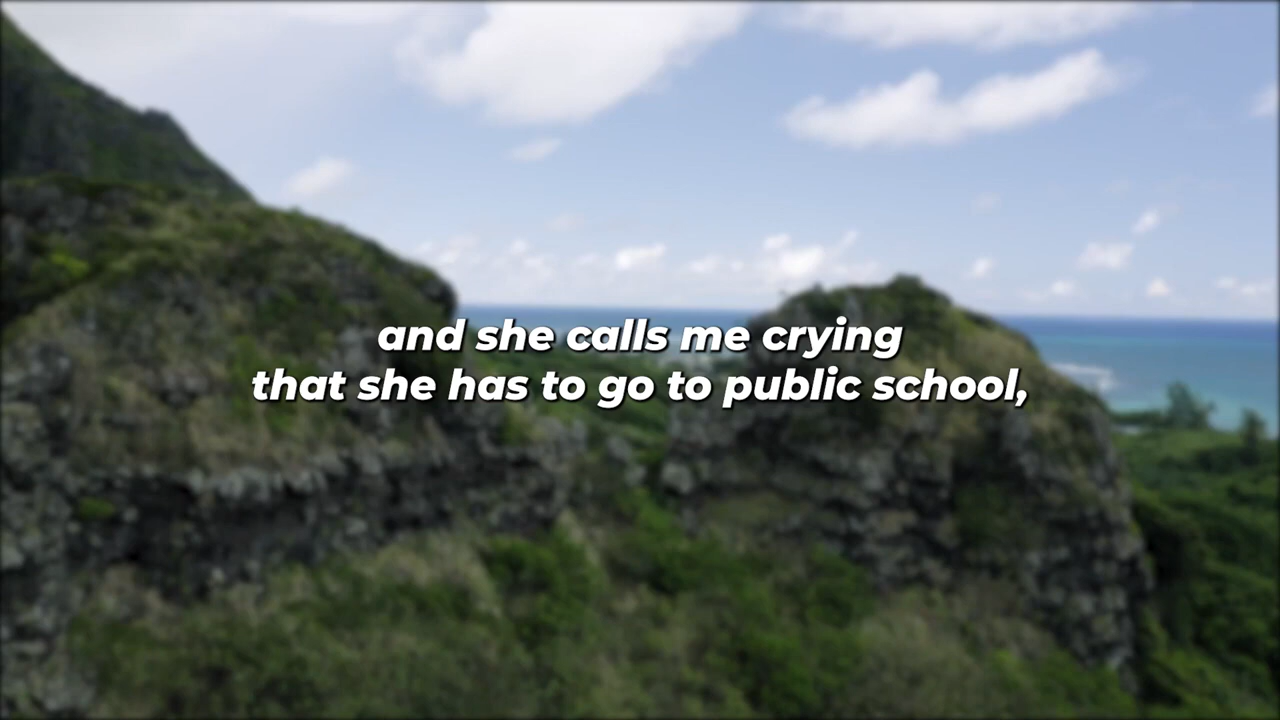 and she calls me crying
that she has to go to public school,